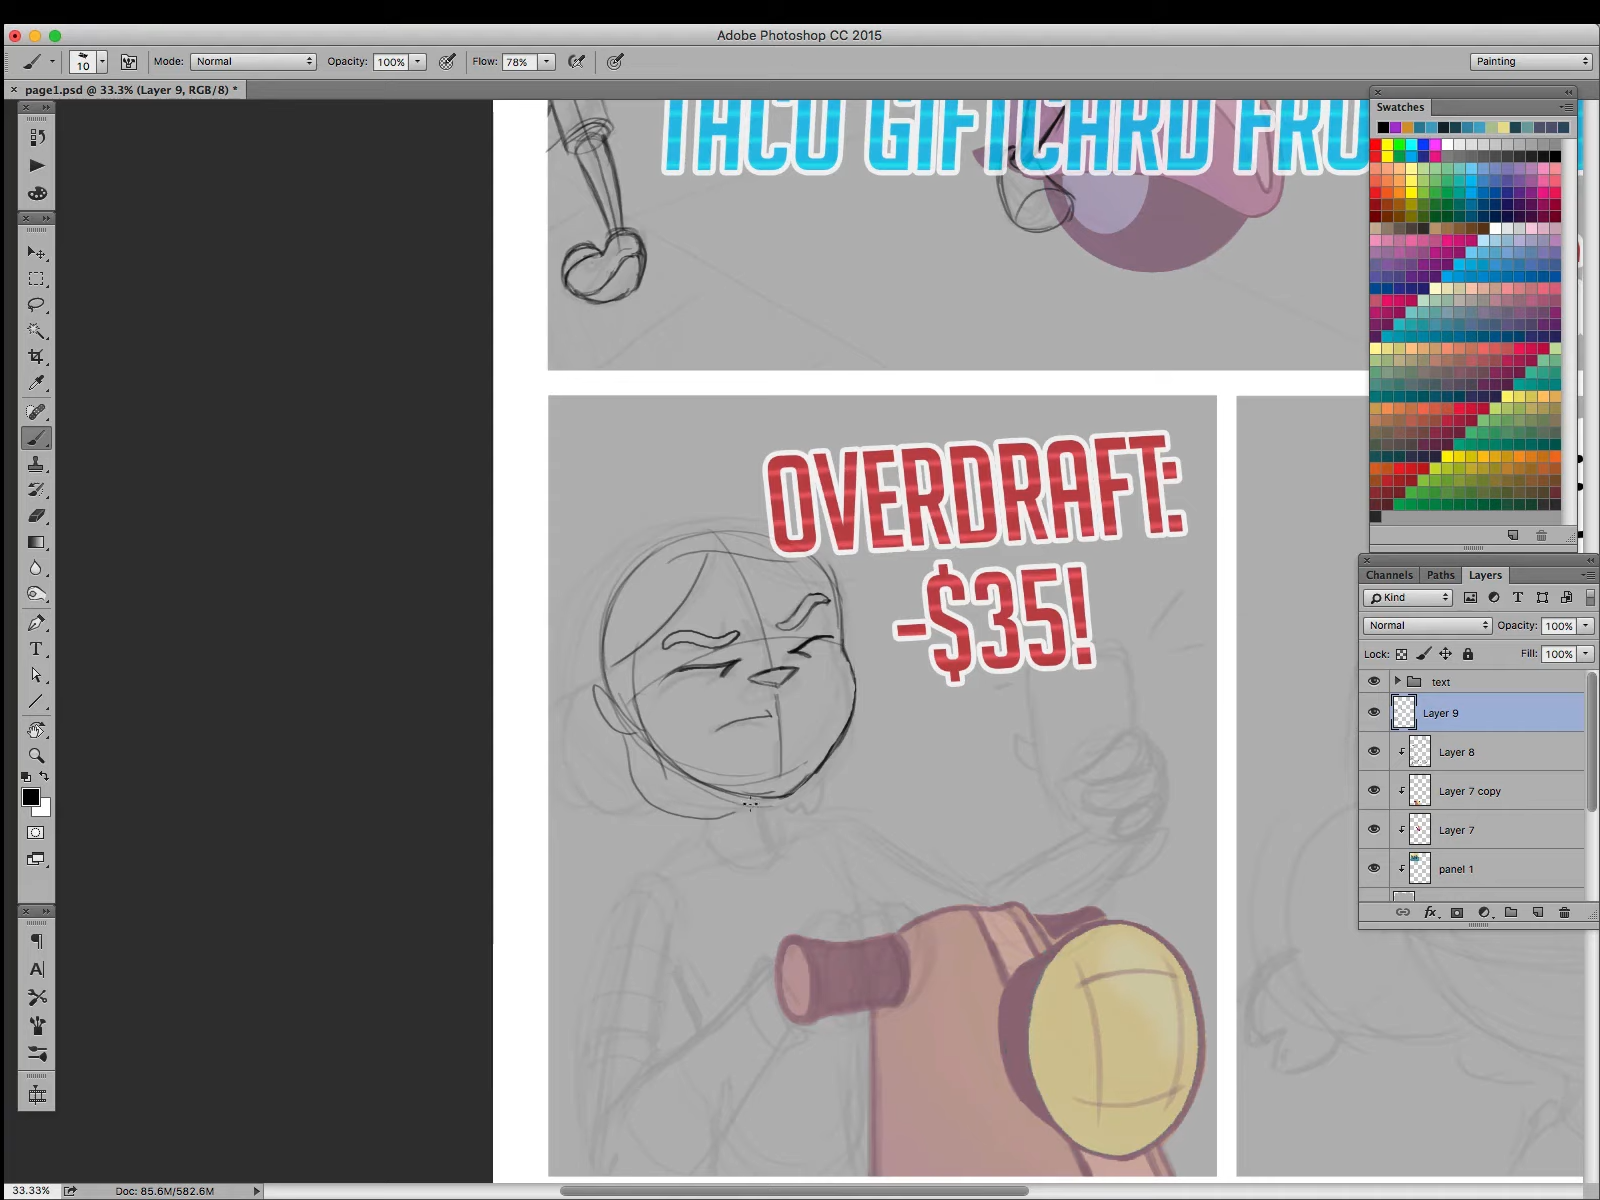 Adobe Photoshop CC 2015
10
Mode: Normal
Opacity: 100%
Flow: 78%
Painting
× page1.psd @ 33.3% (Layer 9, RGB/8) *
Swatches
TACO GIFTCARD FRO
OVERDRAFT:
-$35!
Channels Paths Layers
Kind
Normal
Opacity: 100%
Lock:
Fill: 100%
text
Layer 9
Layer 8
Layer 7 copy
Layer 7
panel 1
fx
33.33%
Doc: 85.6M/582.6M